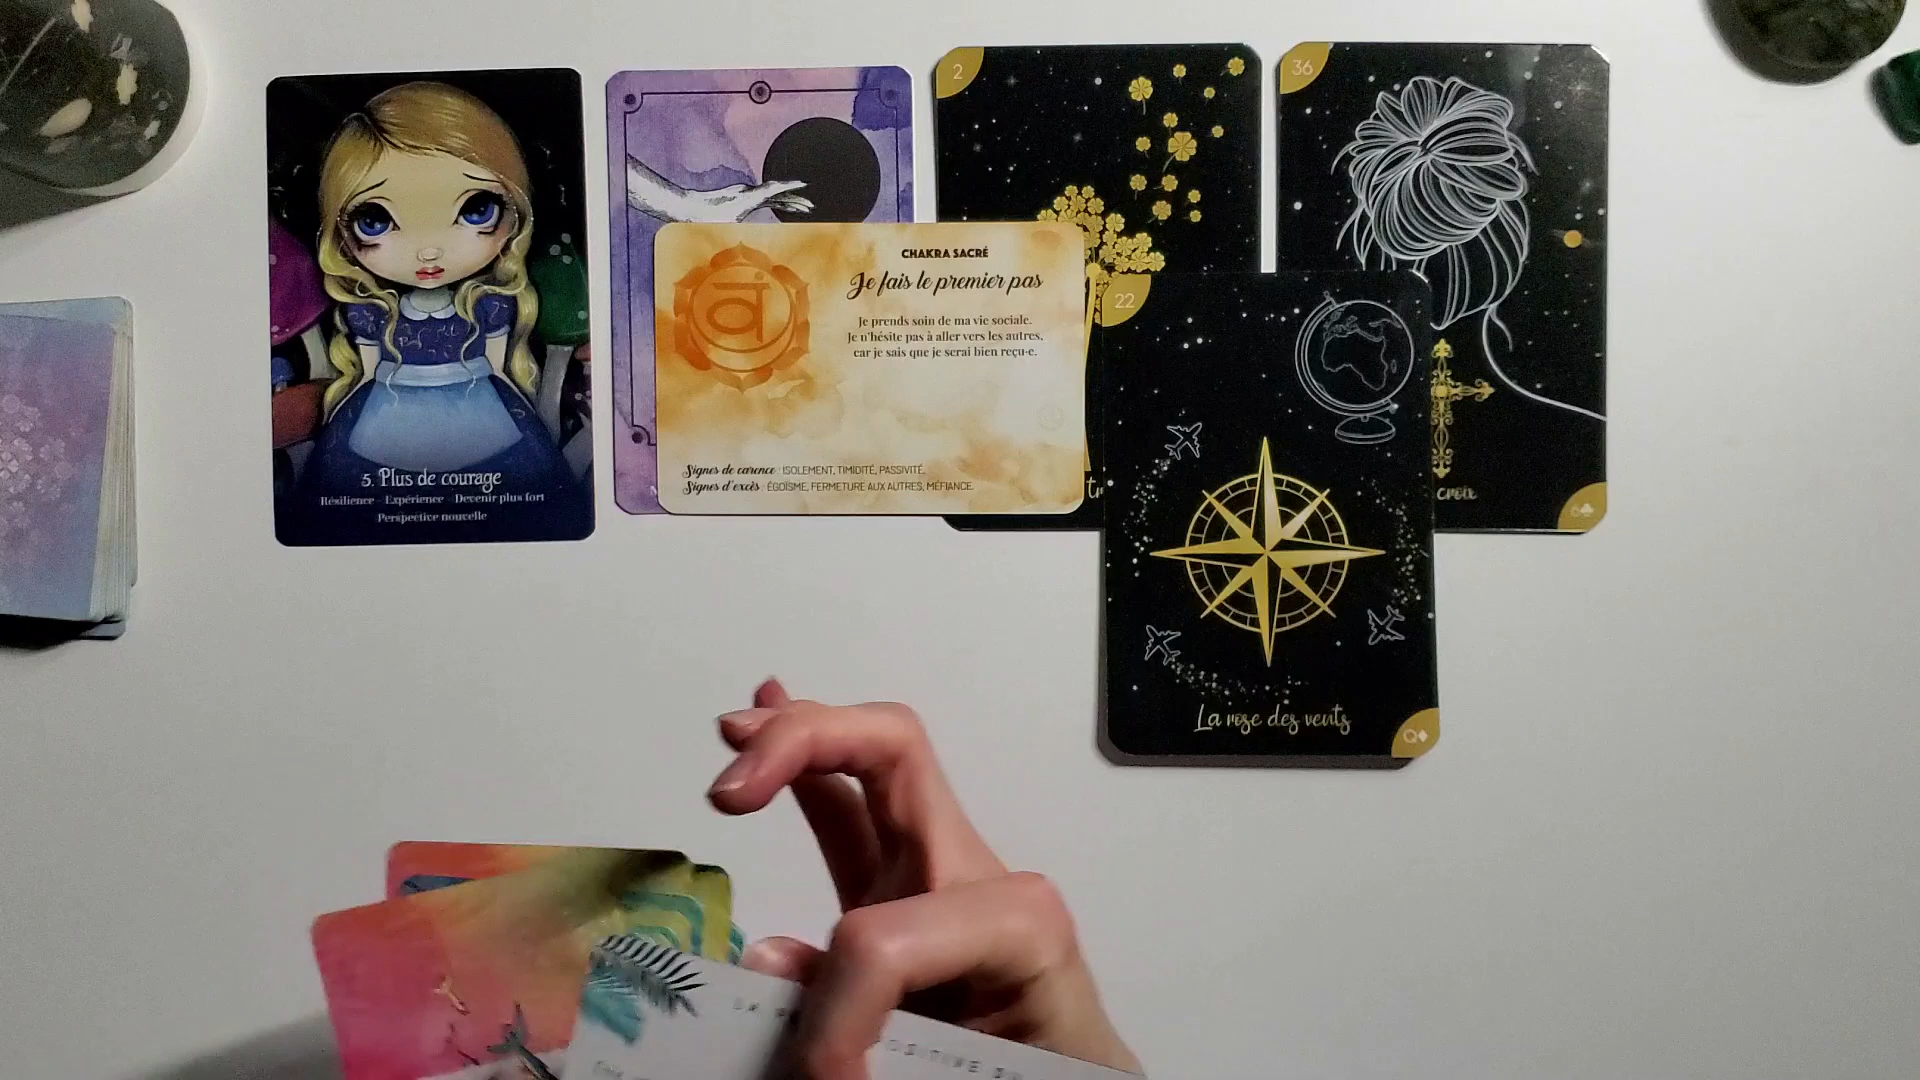 5. Plus de courage
Résilience - Expérience - Devenir plus fort
Perspective nouvelle
CHAKRA SACRÉ
Je fais le premier pas
Je prends soin de ma vie sociale.
Je n'hésite pas à aller vers les autres,
car je sais que je serai bien reçu·e.
Signes de carence : ISOLEMENT, TIMIDITÉ, PASSIVITÉ.
Signes d'excès : ÉGOÏSME, FERMETURE AUX AUTRES, MÉFIANCE.
2
36
croix
6♣
22
La rose des vents
Q♦